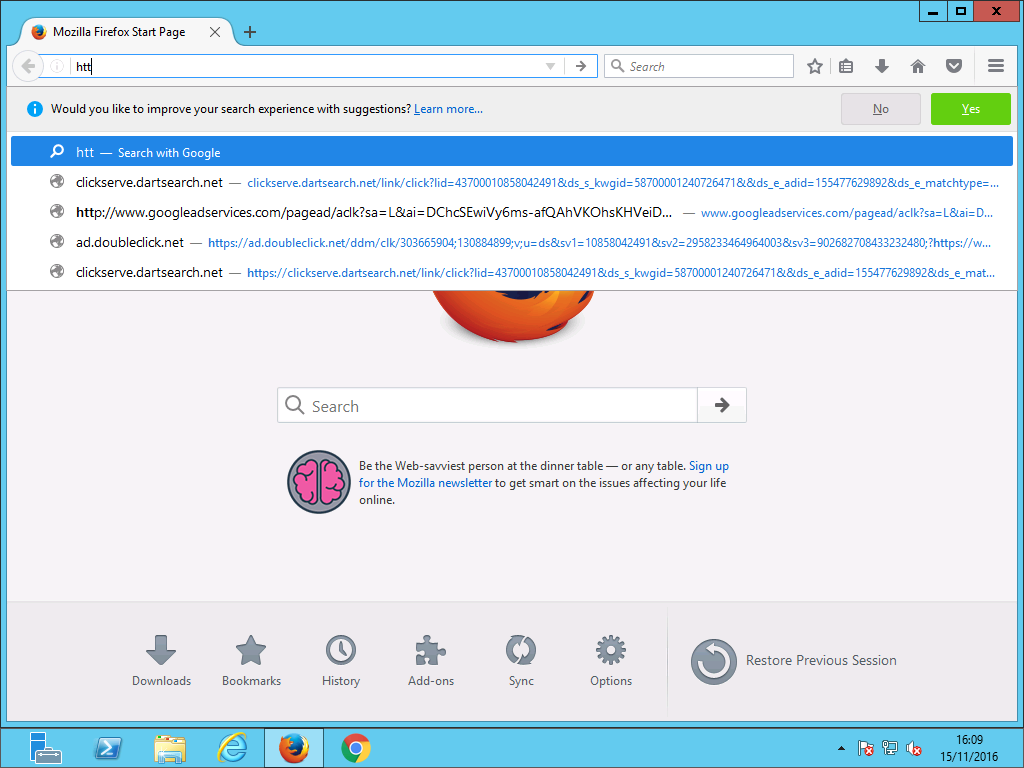 Mozilla Firefox Start Page
htt
Search
Would you like to improve your search experience with suggestions? Learn more...
No
Yes
htt — Search with Google
clickserve.dartsearch.net — clickserve.dartsearch.net/link/click?lid=43700010858042491&ds_s_kwgid=58700001240726471&&ds_e_adid=155477629892&ds_e_matchtype=...
http://www.googleadservices.com/pagead/aclk?sa=L&ai=DChcSEwiVy6ms-afQAhVKOhsKHVeiD... — www.googleadservices.com/pagead/aclk?sa=L&ai=D...
ad.doubleclick.net — https://ad.doubleclick.net/ddm/clk/303665904;130884899;v;u=ds&sv1=10858042491&sv2=2958233464964003&sv3=902682708433232480;?https://w...
clickserve.dartsearch.net — https://clickserve.dartsearch.net/link/click?lid=43700010858042491&ds_s_kwgid=58700001240726471&&ds_e_adid=155477629892&ds_e_mat...
Search
Be the Web-savviest person at the dinner table — or any table. Sign up
for the Mozilla newsletter to get smart on the issues affecting your life
online.
Downloads
Bookmarks
History
Add-ons
Sync
Options
Restore Previous Session
16:09
15/11/2016